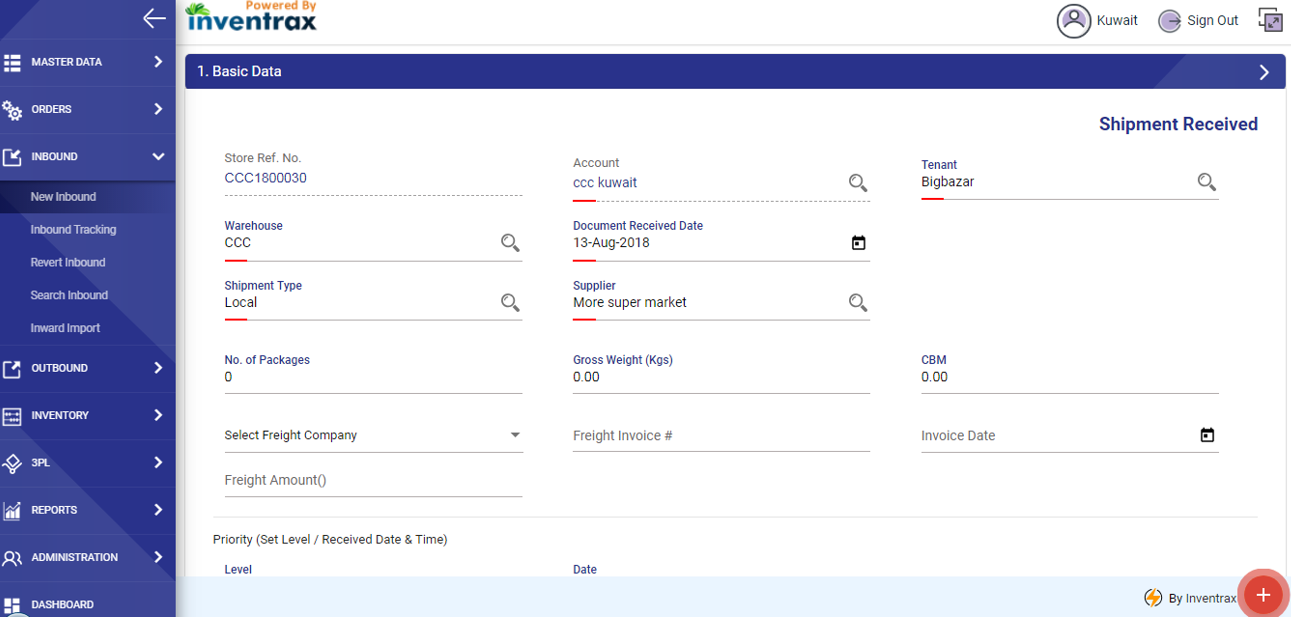 Powered By
inventrax
Kuwait
Sign Out
MASTER DATA
ORDERS
INBOUND
New Inbound
Inbound Tracking
Revert Inbound
Search Inbound
Inward Import
OUTBOUND
INVENTORY
3PL
REPORTS
ADMINISTRATION
DASHBOARD
1. Basic Data
Shipment Received
Store Ref. No.
CCC1800030
Account
ccc kuwait
Tenant
Bigbazar
Warehouse
CCC
Document Received Date
13-Aug-2018
Shipment Type
Local
Supplier
More super market
No. of Packages
0
Gross Weight (Kgs)
0.00
CBM
0.00
Select Freight Company
Freight Invoice #
Invoice Date
Freight Amount()
Priority (Set Level / Received Date & Time)
Level
Date
By Inventrax
+